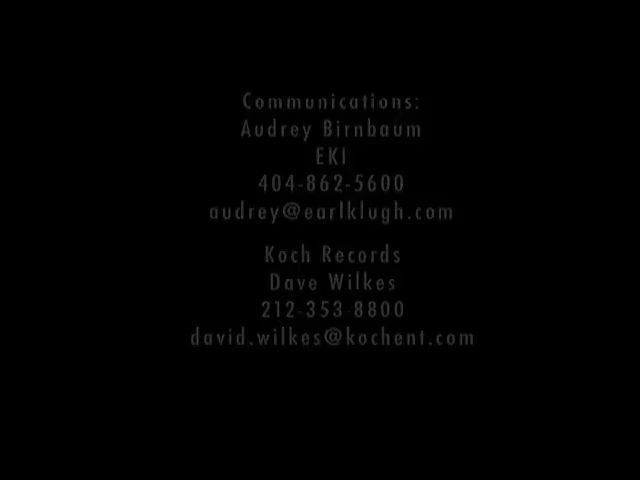 Communications:
Audrey Birnbaum
EKI
404-862-5600
audrey@earlklugh.com
Koch Records
Dave Wilkes
212-353-8800
david.wilkes@kochent.com